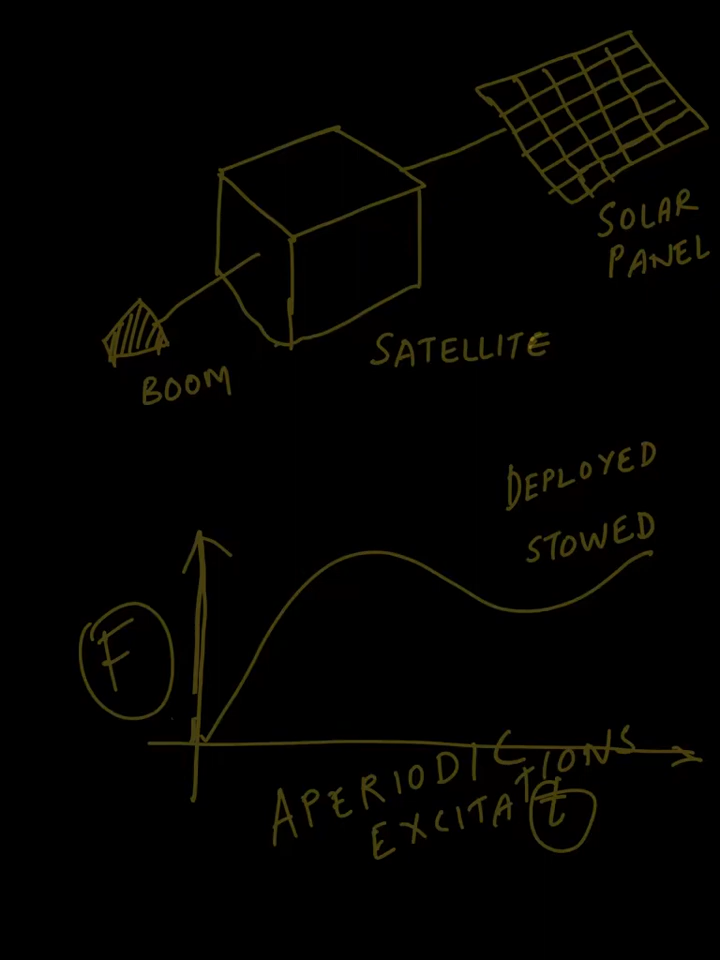 SOLAR
PANEL
SATELLITE
BOOM
DEPLOYED
STOWED
F
APERIODIC
EXCITATIONS
t